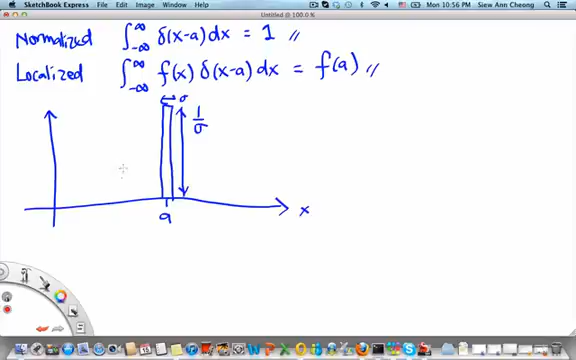 SketchBook Express File Edit View Image Window Help Mon 10:56 PM Siew Ann Cheong
Untitled @ 100.0 %
Normalized ∫_{-∞}^{∞} δ(x-a) dx = 1 //
Localized ∫_{-∞}^{∞} f(x) δ(x-a) dx = f(a) //
σ
1/σ
a
x